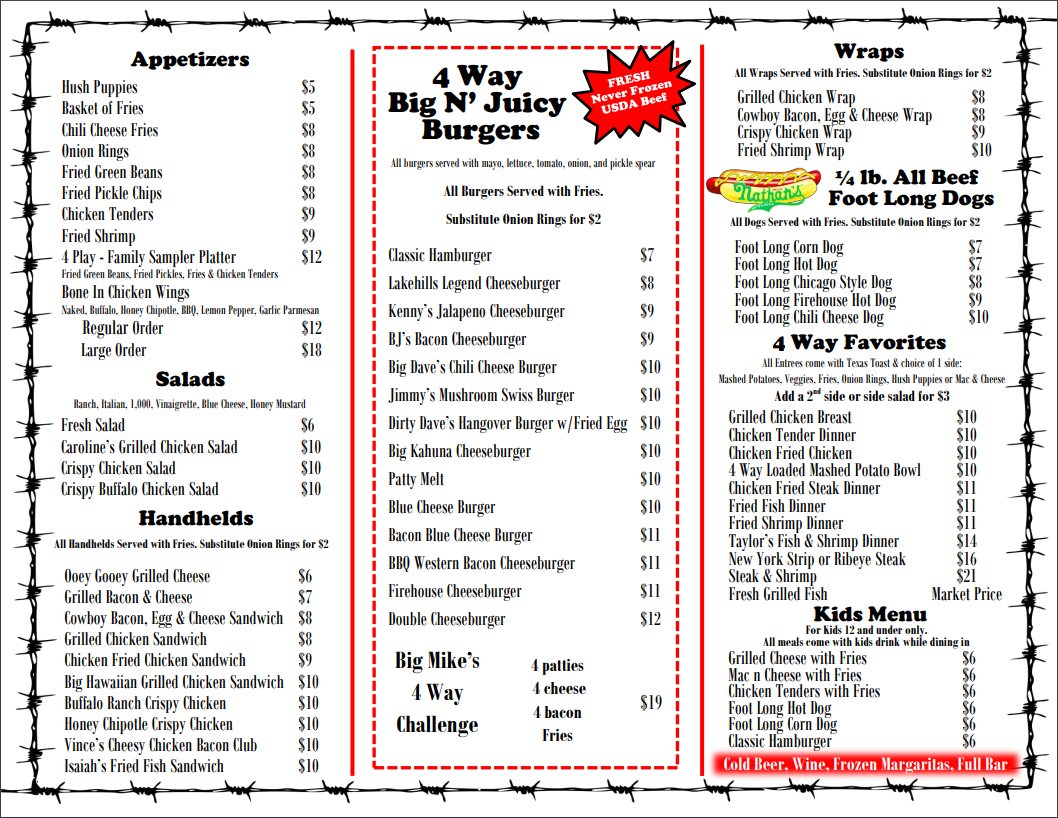 Appetizers
Hush Puppies $5
Basket of Fries $5
Chili Cheese Fries $8
Onion Rings $8
Fried Green Beans $8
Fried Pickle Chips $8
Chicken Tenders $9
Fried Shrimp $9
4 Play - Family Sampler Platter $12
Fried Green Beans, Fried Pickles, Fries & Chicken Tenders
Bone In Chicken Wings
Naked, Buffalo, Honey Chipotle, BBQ, Lemon Pepper, Garlic Parmesan
Regular Order $12
Large Order $18
Salads
Ranch, Italian, 1,000, Vinaigrette, Blue Cheese, Honey Mustard
Fresh Salad $6
Caroline's Grilled Chicken Salad $10
Crispy Chicken Salad $10
Crispy Buffalo Chicken Salad $10
Handhelds
All Handhelds Served with Fries. Substitute Onion Rings for $2
Ooey Gooey Grilled Cheese $6
Grilled Bacon & Cheese $7
Cowboy Bacon, Egg & Cheese Sandwich $8
Grilled Chicken Sandwich $8
Chicken Fried Chicken Sandwich $9
Big Hawaiian Grilled Chicken Sandwich $10
Buffalo Ranch Crispy Chicken $10
Honey Chipotle Crispy Chicken $10
Vince's Cheesy Chicken Bacon Club $10
Isaiah's Fried Fish Sandwich $10
4 Way
Big N' Juicy
Burgers
FRESH
Never Frozen
USDA Beef
All burgers served with mayo, lettuce, tomato, onion, and pickle spear
All Burgers Served with Fries.
Substitute Onion Rings for $2
Classic Hamburger $7
Lakehills Legend Cheeseburger $8
Kenny's Jalapeno Cheeseburger $9
BJ's Bacon Cheeseburger $9
Big Dave's Chili Cheese Burger $10
Jimmy's Mushroom Swiss Burger $10
Dirty Dave's Hangover Burger w/Fried Egg $10
Big Kahuna Cheeseburger $10
Patty Melt $10
Blue Cheese Burger $10
Bacon Blue Cheese Burger $11
BBQ Western Bacon Cheeseburger $11
Firehouse Cheeseburger $11
Double Cheeseburger $12
Big Mike's
4 Way
Challenge
4 patties
4 cheese
4 bacon
Fries
$19
Wraps
All Wraps Served with Fries. Substitute Onion Rings for $2
Grilled Chicken Wrap $8
Cowboy Bacon, Egg & Cheese Wrap $8
Crispy Chicken Wrap $9
Fried Shrimp Wrap $10
Nathan's
¼ lb. All Beef
Foot Long Dogs
All Dogs Served with Fries. Substitute Onion Rings for $2
Foot Long Corn Dog $7
Foot Long Hot Dog $7
Foot Long Chicago Style Dog $8
Foot Long Firehouse Hot Dog $9
Foot Long Chili Cheese Dog $10
4 Way Favorites
All Entrees come with Texas Toast & choice of 1 side:
Mashed Potatoes, Veggies, Fries, Onion Rings, Hush Puppies or Mac & Cheese
Add a 2nd side or side salad for $3
Grilled Chicken Breast $10
Chicken Tender Dinner $10
Chicken Fried Chicken $10
4 Way Loaded Mashed Potato Bowl $10
Chicken Fried Steak Dinner $11
Fried Fish Dinner $11
Fried Shrimp Dinner $11
Taylor's Fish & Shrimp Dinner $14
New York Strip or Ribeye Steak $16
Steak & Shrimp $21
Fresh Grilled Fish Market Price
Kids Menu
For Kids 12 and under only.
All meals come with kids drink while dining in
Grilled Cheese with Fries $6
Mac n Cheese with Fries $6
Chicken Tenders with Fries $6
Foot Long Hot Dog $6
Foot Long Corn Dog $6
Classic Hamburger $6
Cold Beer, Wine, Frozen Margaritas, Full Bar